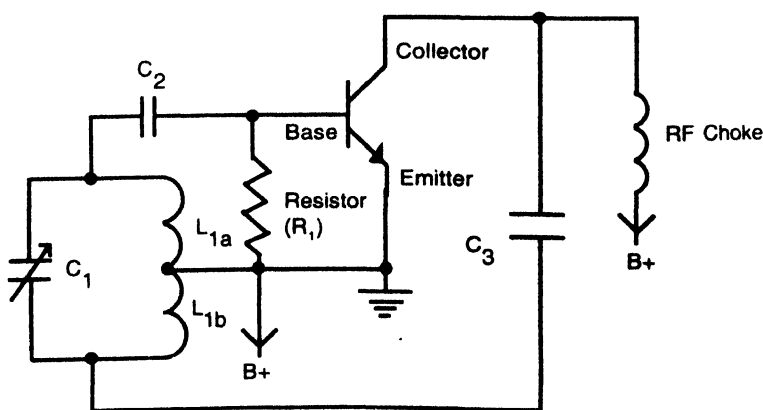 Collector
C2
Base
RF Choke
Emitter
Resistor
(R1)
L1a
C1
C3
B+
L1b
B+